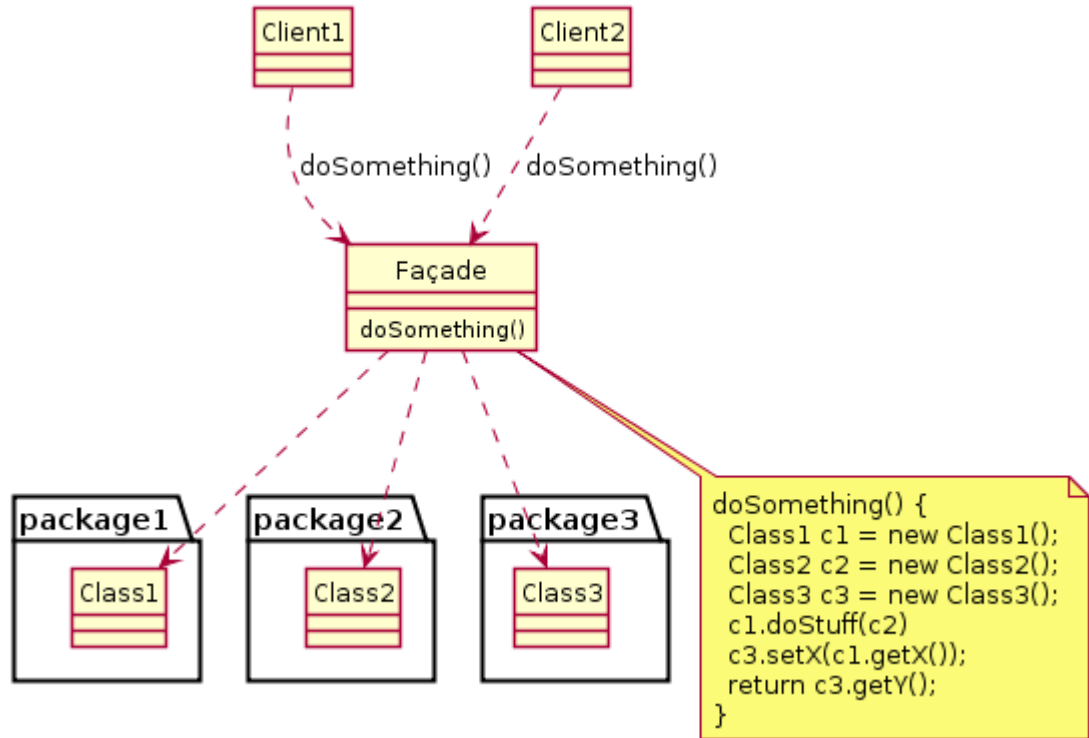 Client1
Client2
doSomething()
doSomething()
Façade
doSomething()
package1
package2
package3
Class1
Class2
Class3
doSomething() {
Class1 c1 = new Class1();
Class2 c2 = new Class2();
Class3 c3 = new Class3();
c1.doStuff(c2)
c3.setX(c1.getX());
return c3.getY();
}